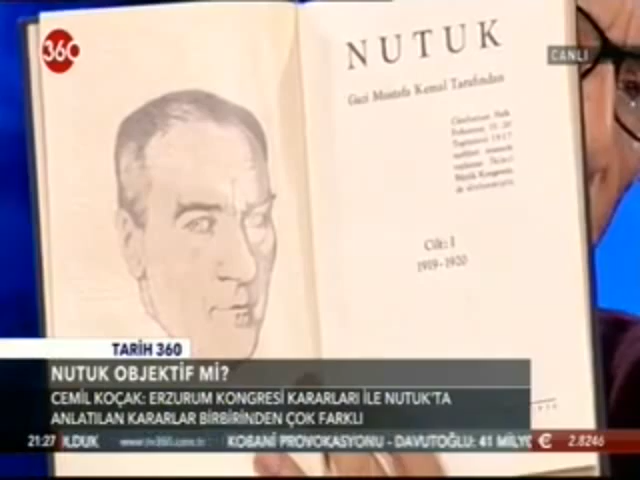 360
CANLI
NUTUK
Gazi Mustafa Kemal Tarafından
Cilt: I
1919-1920
TARİH 360
NUTUK OBJEKTİF Mİ?
CEMİL KOÇAK: ERZURUM KONGRESİ KARARLARI İLE NUTUK'TA
ANLATILAN KARARLAR BİRBİRİNDEN ÇOK FARKLI
21:27 ILDUK www.tv360.com.tr KOBANİ PROVOKASYONU - DAVUTOĞLU: 41 MİLYO € 2.8246